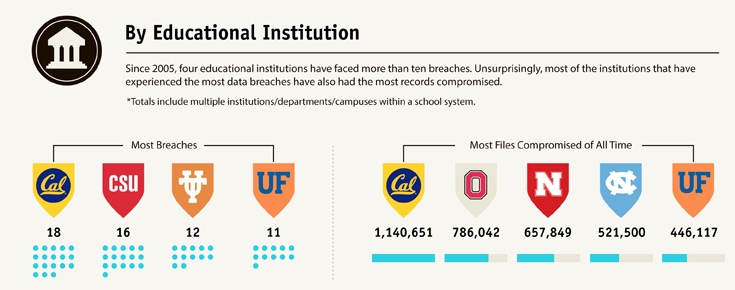 By Educational Institution
Since 2005, four educational institutions have faced more than ten breaches. Unsurprisingly, most of the institutions that have
experienced the most data breaches have also had the most records compromised.
*Totals include multiple institutions/departments/campuses within a school system.
Most Breaches
Cal CSU UT UF
18 16 12 11
Most Files Compromised of All Time
Cal O N NC UF
1,140,651 786,042 657,849 521,500 446,117